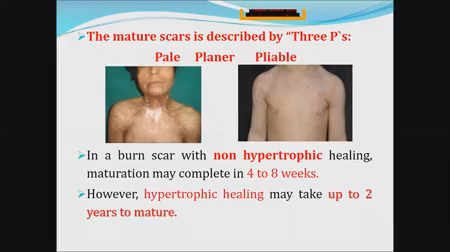 ➢The mature scars is described by “Three P`s:
Pale Planer Pliable
➢In a burn scar with non hypertrophic healing,
maturation may complete in 4 to 8 weeks.
➢However, hypertrophic healing may take up to 2
years to mature.